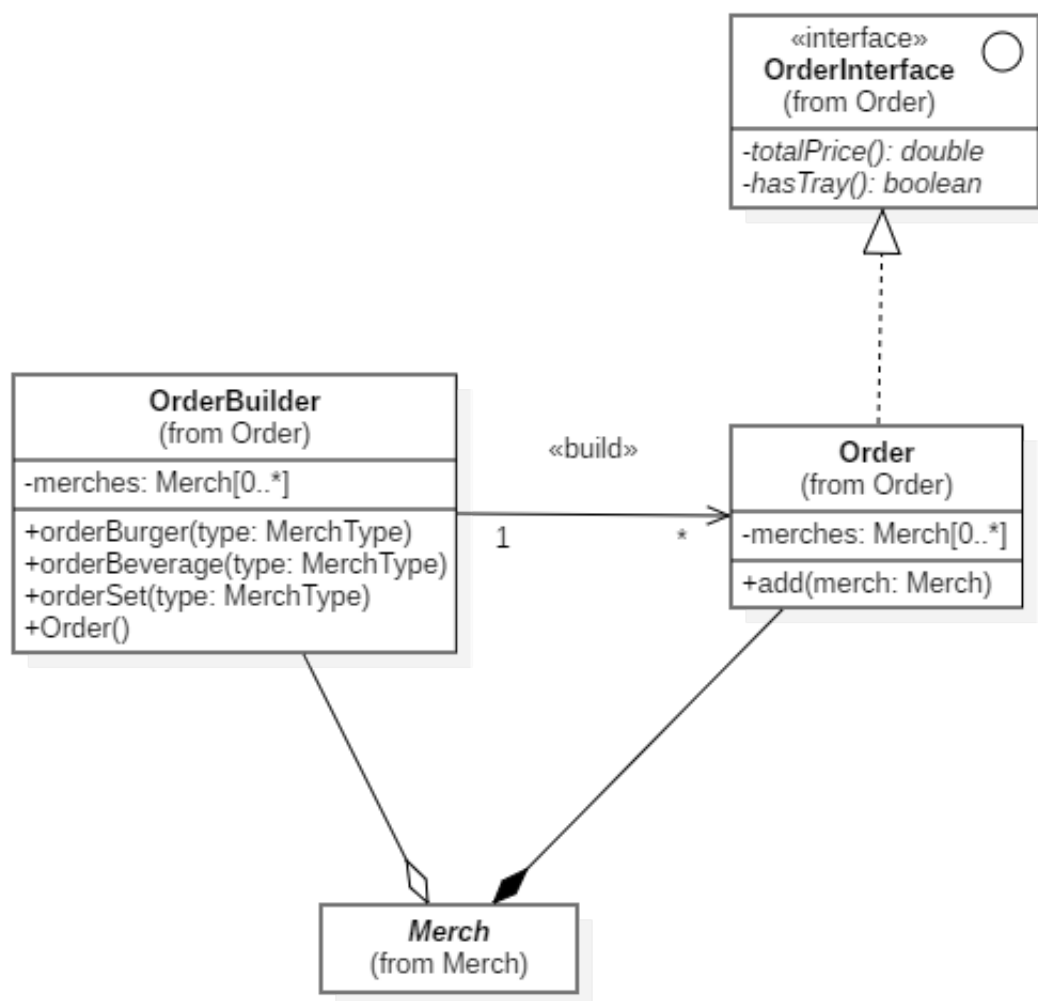 «interface»
OrderInterface
(from Order)
-totalPrice(): double
-hasTray(): boolean
OrderBuilder
(from Order)
-merches: Merch[0..*]
+orderBurger(type: MerchType)
+orderBeverage(type: MerchType)
+orderSet(type: MerchType)
+Order()
«build»
1
*
Order
(from Order)
-merches: Merch[0..*]
+add(merch: Merch)
Merch
(from Merch)